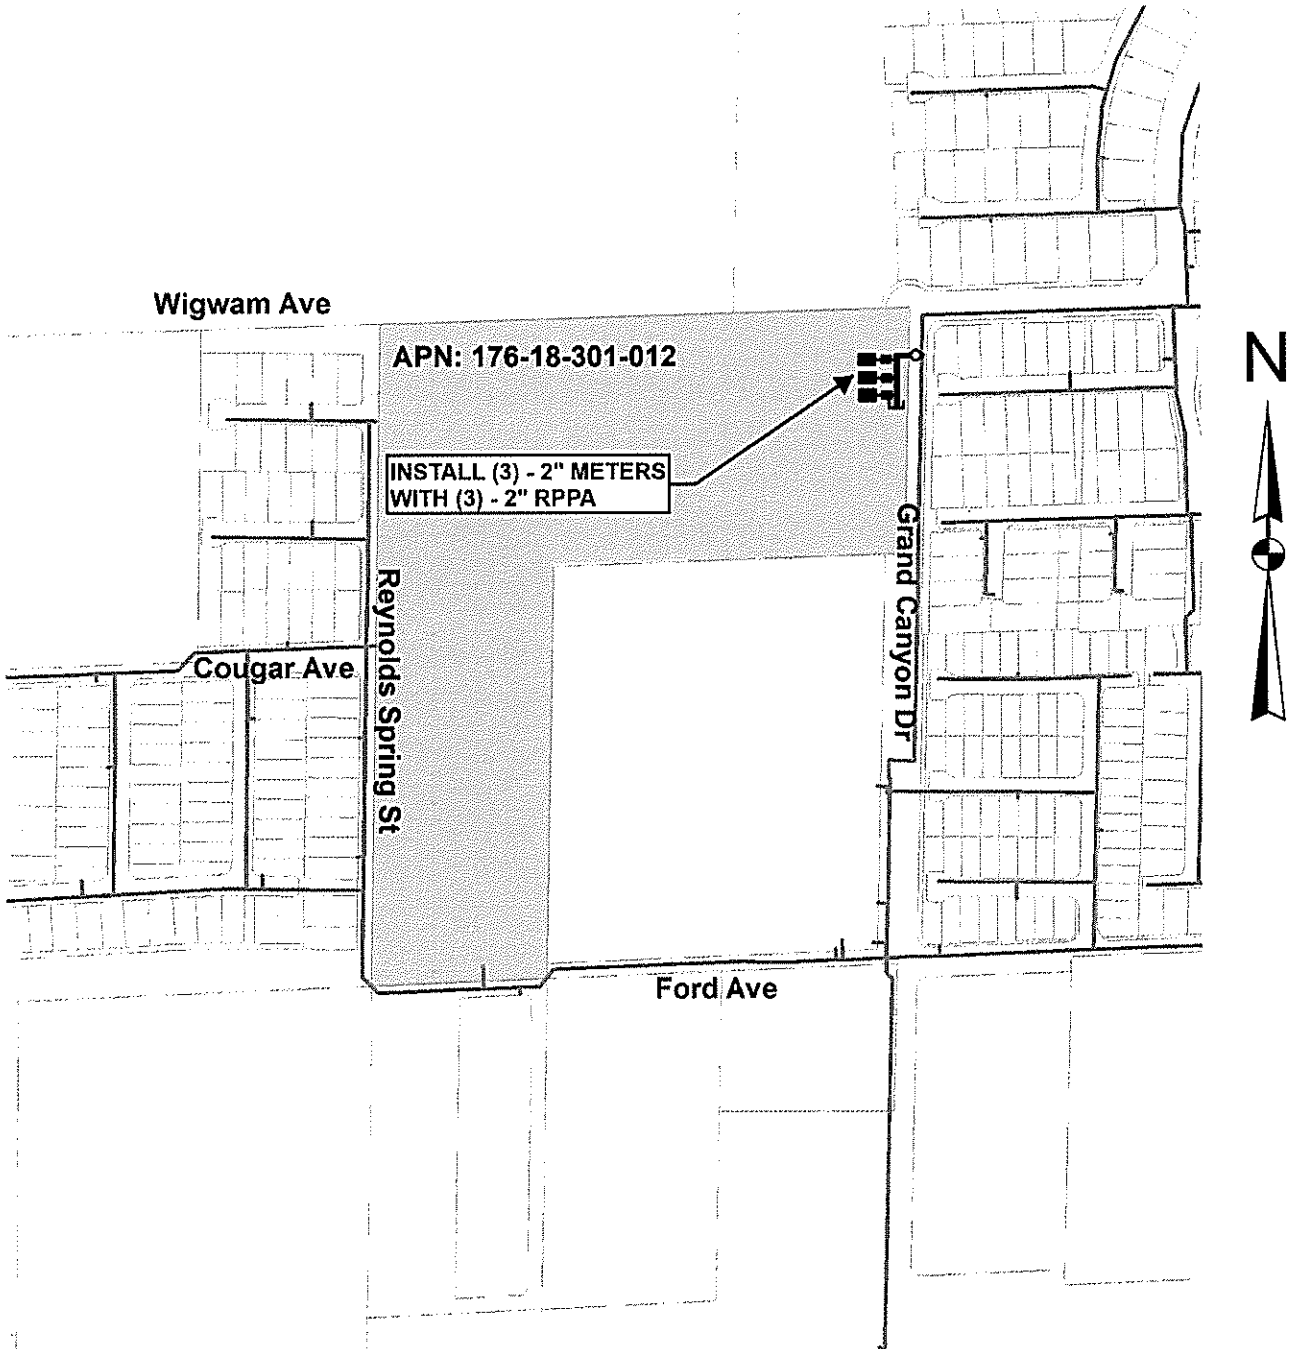 Wigwam Ave
APN: 176-18-301-012
N
INSTALL (3) - 2" METERS
WITH (3) - 2" RPPA
Grand Canyon Dr
Reynolds Spring St
Cougar Ave
Ford Ave